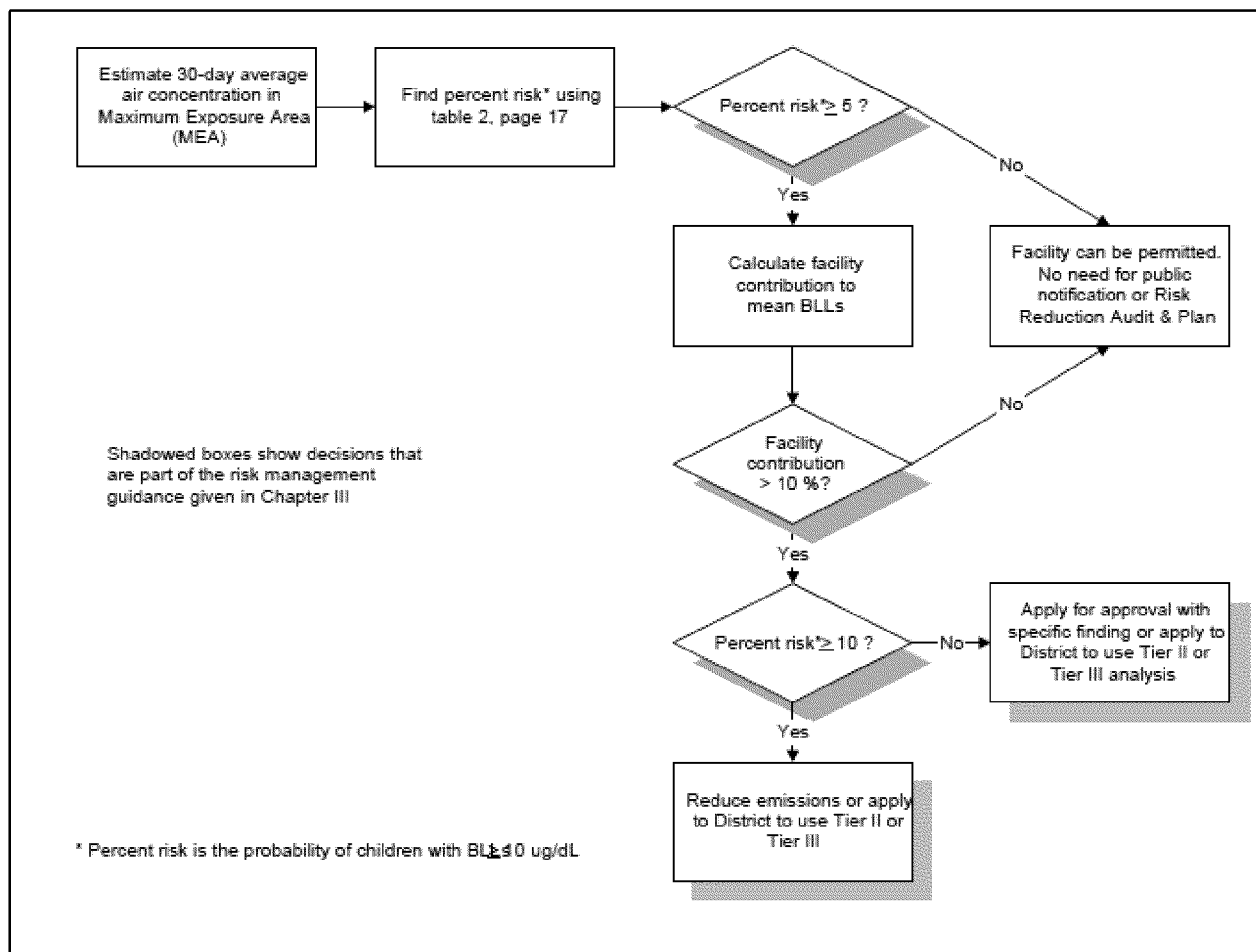 Estimate 30-day average
air concentration in
Maximum Exposure Area
(MEA)
Find percent risk* using
table 2, page 17
Percent risk*≥ 5 ?
No
Yes
Calculate facility
contribution to
mean BLLs
Facility can be permitted.
No need for public
notification or Risk
Reduction Audit & Plan
No
Shadowed boxes show decisions that
are part of the risk management
guidance given in Chapter III
Facility
contribution
> 10 %?
Yes
Percent risk*≥ 10 ?
No
Apply for approval with
specific finding or apply to
District to use Tier II or
Tier III analysis
Yes
Reduce emissions or apply
to District to use Tier II or
Tier III
* Percent risk is the probability of children with 10 ug/dL